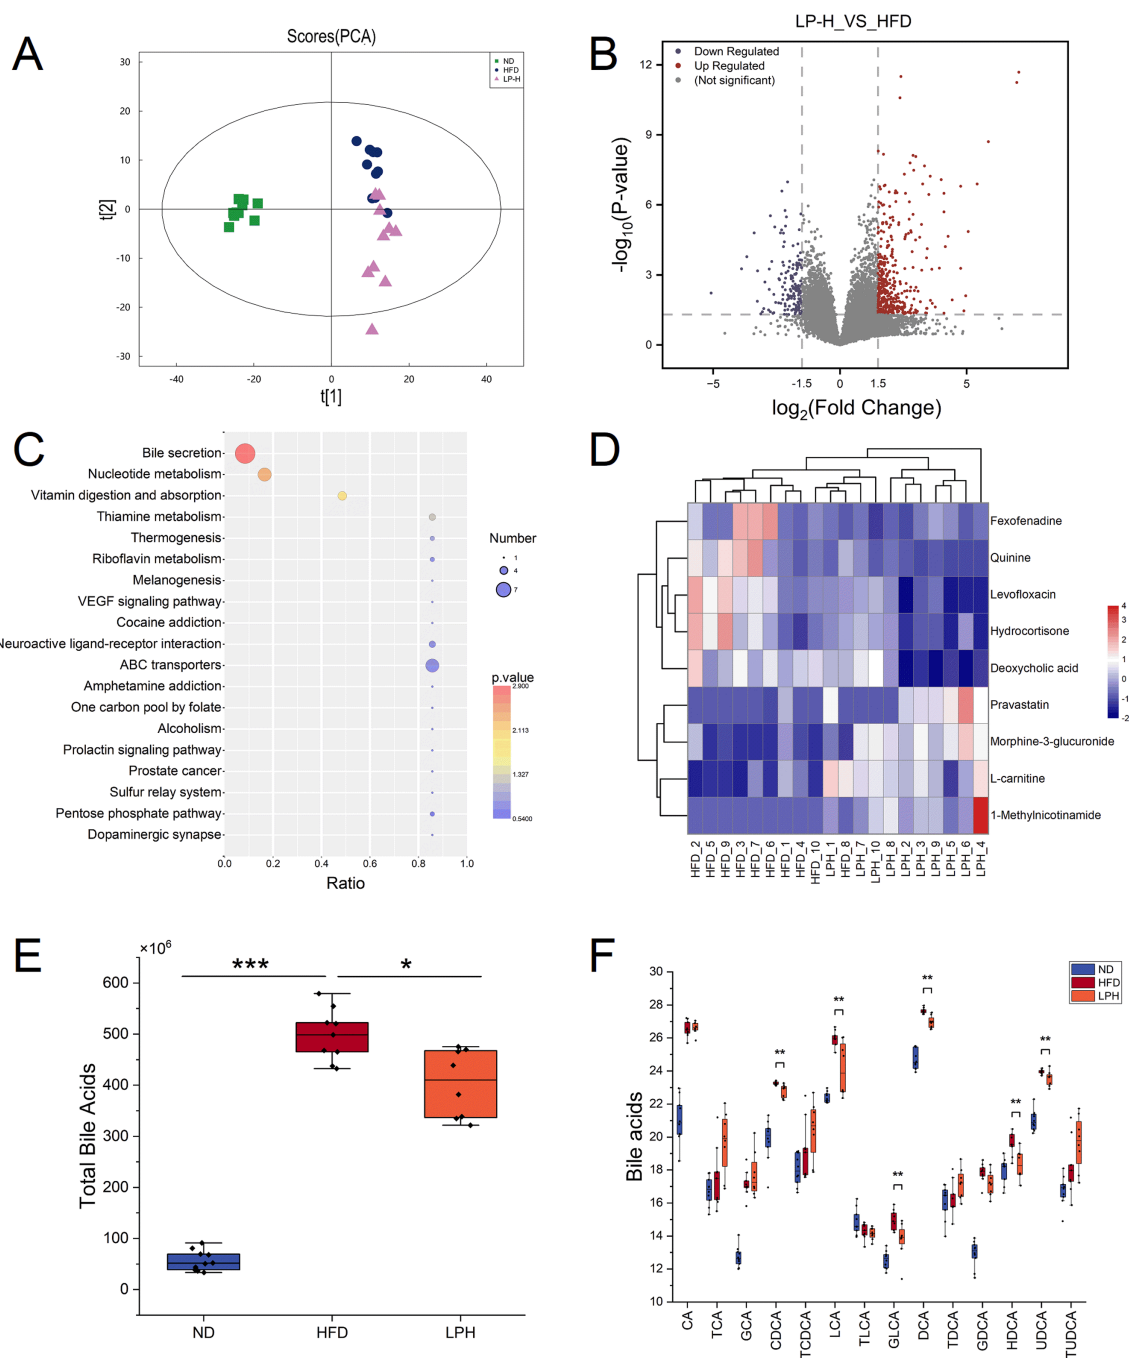 A
Scores(PCA)
ND
HFD
LP-H
30
20
10
0
-10
-20
-30
t[2]
-40
-20
0
20
40
t[1]
B
LP-H_VS_HFD
Down Regulated
Up Regulated
(Not significant)
12
9
6
3
0
-log10(P-value)
−5
-1.5
0
1.5
5
log2(Fold Change)
C
Bile secretion
Nucleotide metabolism
Vitamin digestion and absorption
Thiamine metabolism
Thermogenesis
Riboflavin metabolism
Melanogenesis
VEGF signaling pathway
Cocaine addiction
Neuroactive ligand-receptor interaction
ABC transporters
Amphetamine addiction
One carbon pool by folate
Alcoholism
Prolactin signaling pathway
Prostate cancer
Sulfur relay system
Pentose phosphate pathway
Dopaminergic synapse
0.0
0.2
0.4
0.6
0.8
1.0
Ratio
Number
1
4
7
p.value
2.900
2.113
1.327
0.5400
D
Fexofenadine
Quinine
Levofloxacin
Hydrocortisone
Deoxycholic acid
Pravastatin
Morphine-3-glucuronide
L-carnitine
1-Methylnicotinamide
HFD_2
HFD_5
HFD_9
HFD_3
HFD_7
HFD_6
HFD_1
HFD_4
HFD_10
LPH_1
HFD_8
LPH_7
LPH_10
LPH_8
LPH_2
LPH_3
LPH_9
LPH_5
LPH_6
LPH_4
4
3
2
1
0
-1
-2
E
×10^6
***
*
600
500
400
300
200
100
0
Total Bile Acids
ND
HFD
LPH
F
ND
HFD
LPH
30
28
26
24
22
20
18
16
14
12
10
Bile acids
**
**
**
**
**
**
CA
TCA
GCA
CDCA
TCDCA
LCA
TLCA
GLCA
DCA
TDCA
GDCA
HDCA
UDCA
TUDCA